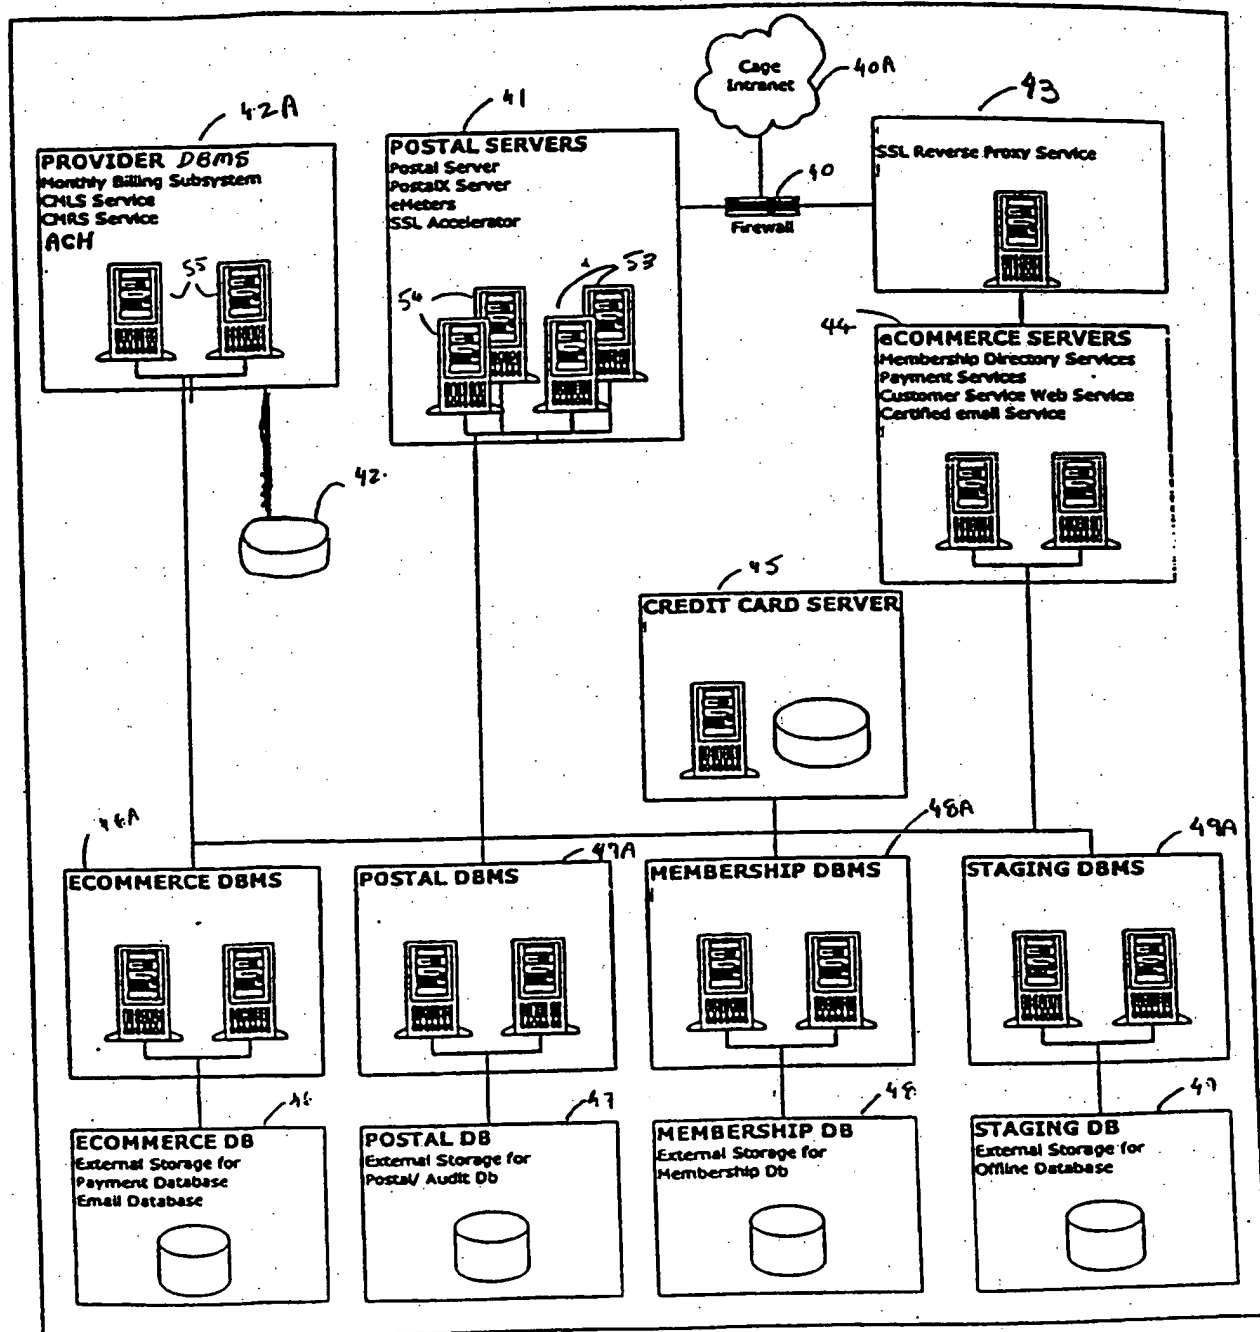 Cage
Intranet
40A
42A
41
43
PROVIDER DBMS
Monthly Billing Subsystem
CMLS Service
CMRS Service
ACH
55
POSTAL SERVERS
Postal Server
PostalX Server
eMeters
SSL Accelerator
54
53
40
Firewall
SSL Reverse Proxy Service
44
eCOMMERCE SERVERS
Membership Directory Services
Payment Services
Customer Service Web Service
Certified email Service
42
45
CREDIT CARD SERVER
47A
48A
49A
ECOMMERCE DBMS
POSTAL DBMS
MEMBERSHIP DBMS
STAGING DBMS
47
48
ECOMMERCE DB
External Storage for
Payment Database
Email Database
POSTAL DB
External Storage for
Postal/ Audit Db
MEMBERSHIP DB
External Storage for
Membership Db
STAGING DB
External Storage for
Offline Database